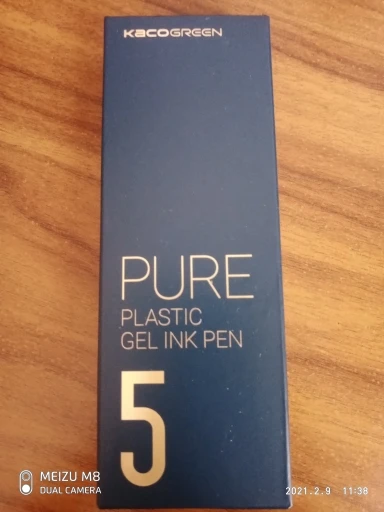 KACOGREEN
PURE
PLASTIC
GEL INK PEN
5
MEIZU M8
DUAL CAMERA
2021.2.9 11:38